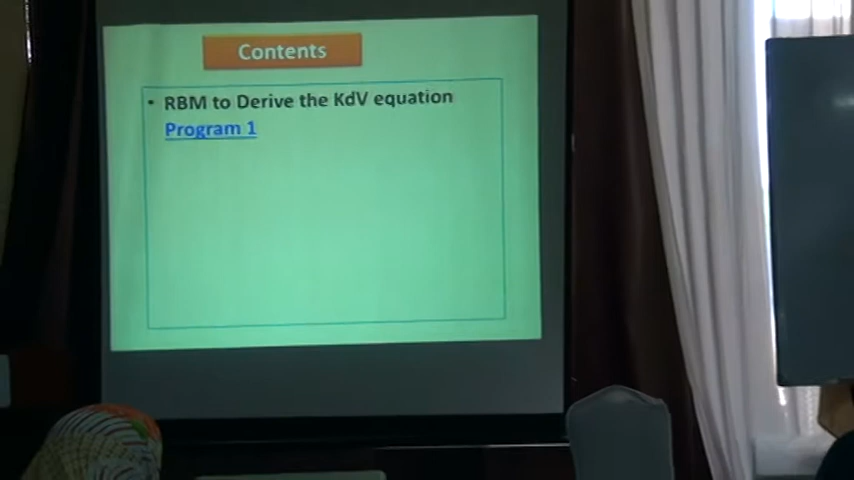 Contents
• RBM to Derive the KdV equation
Program 1